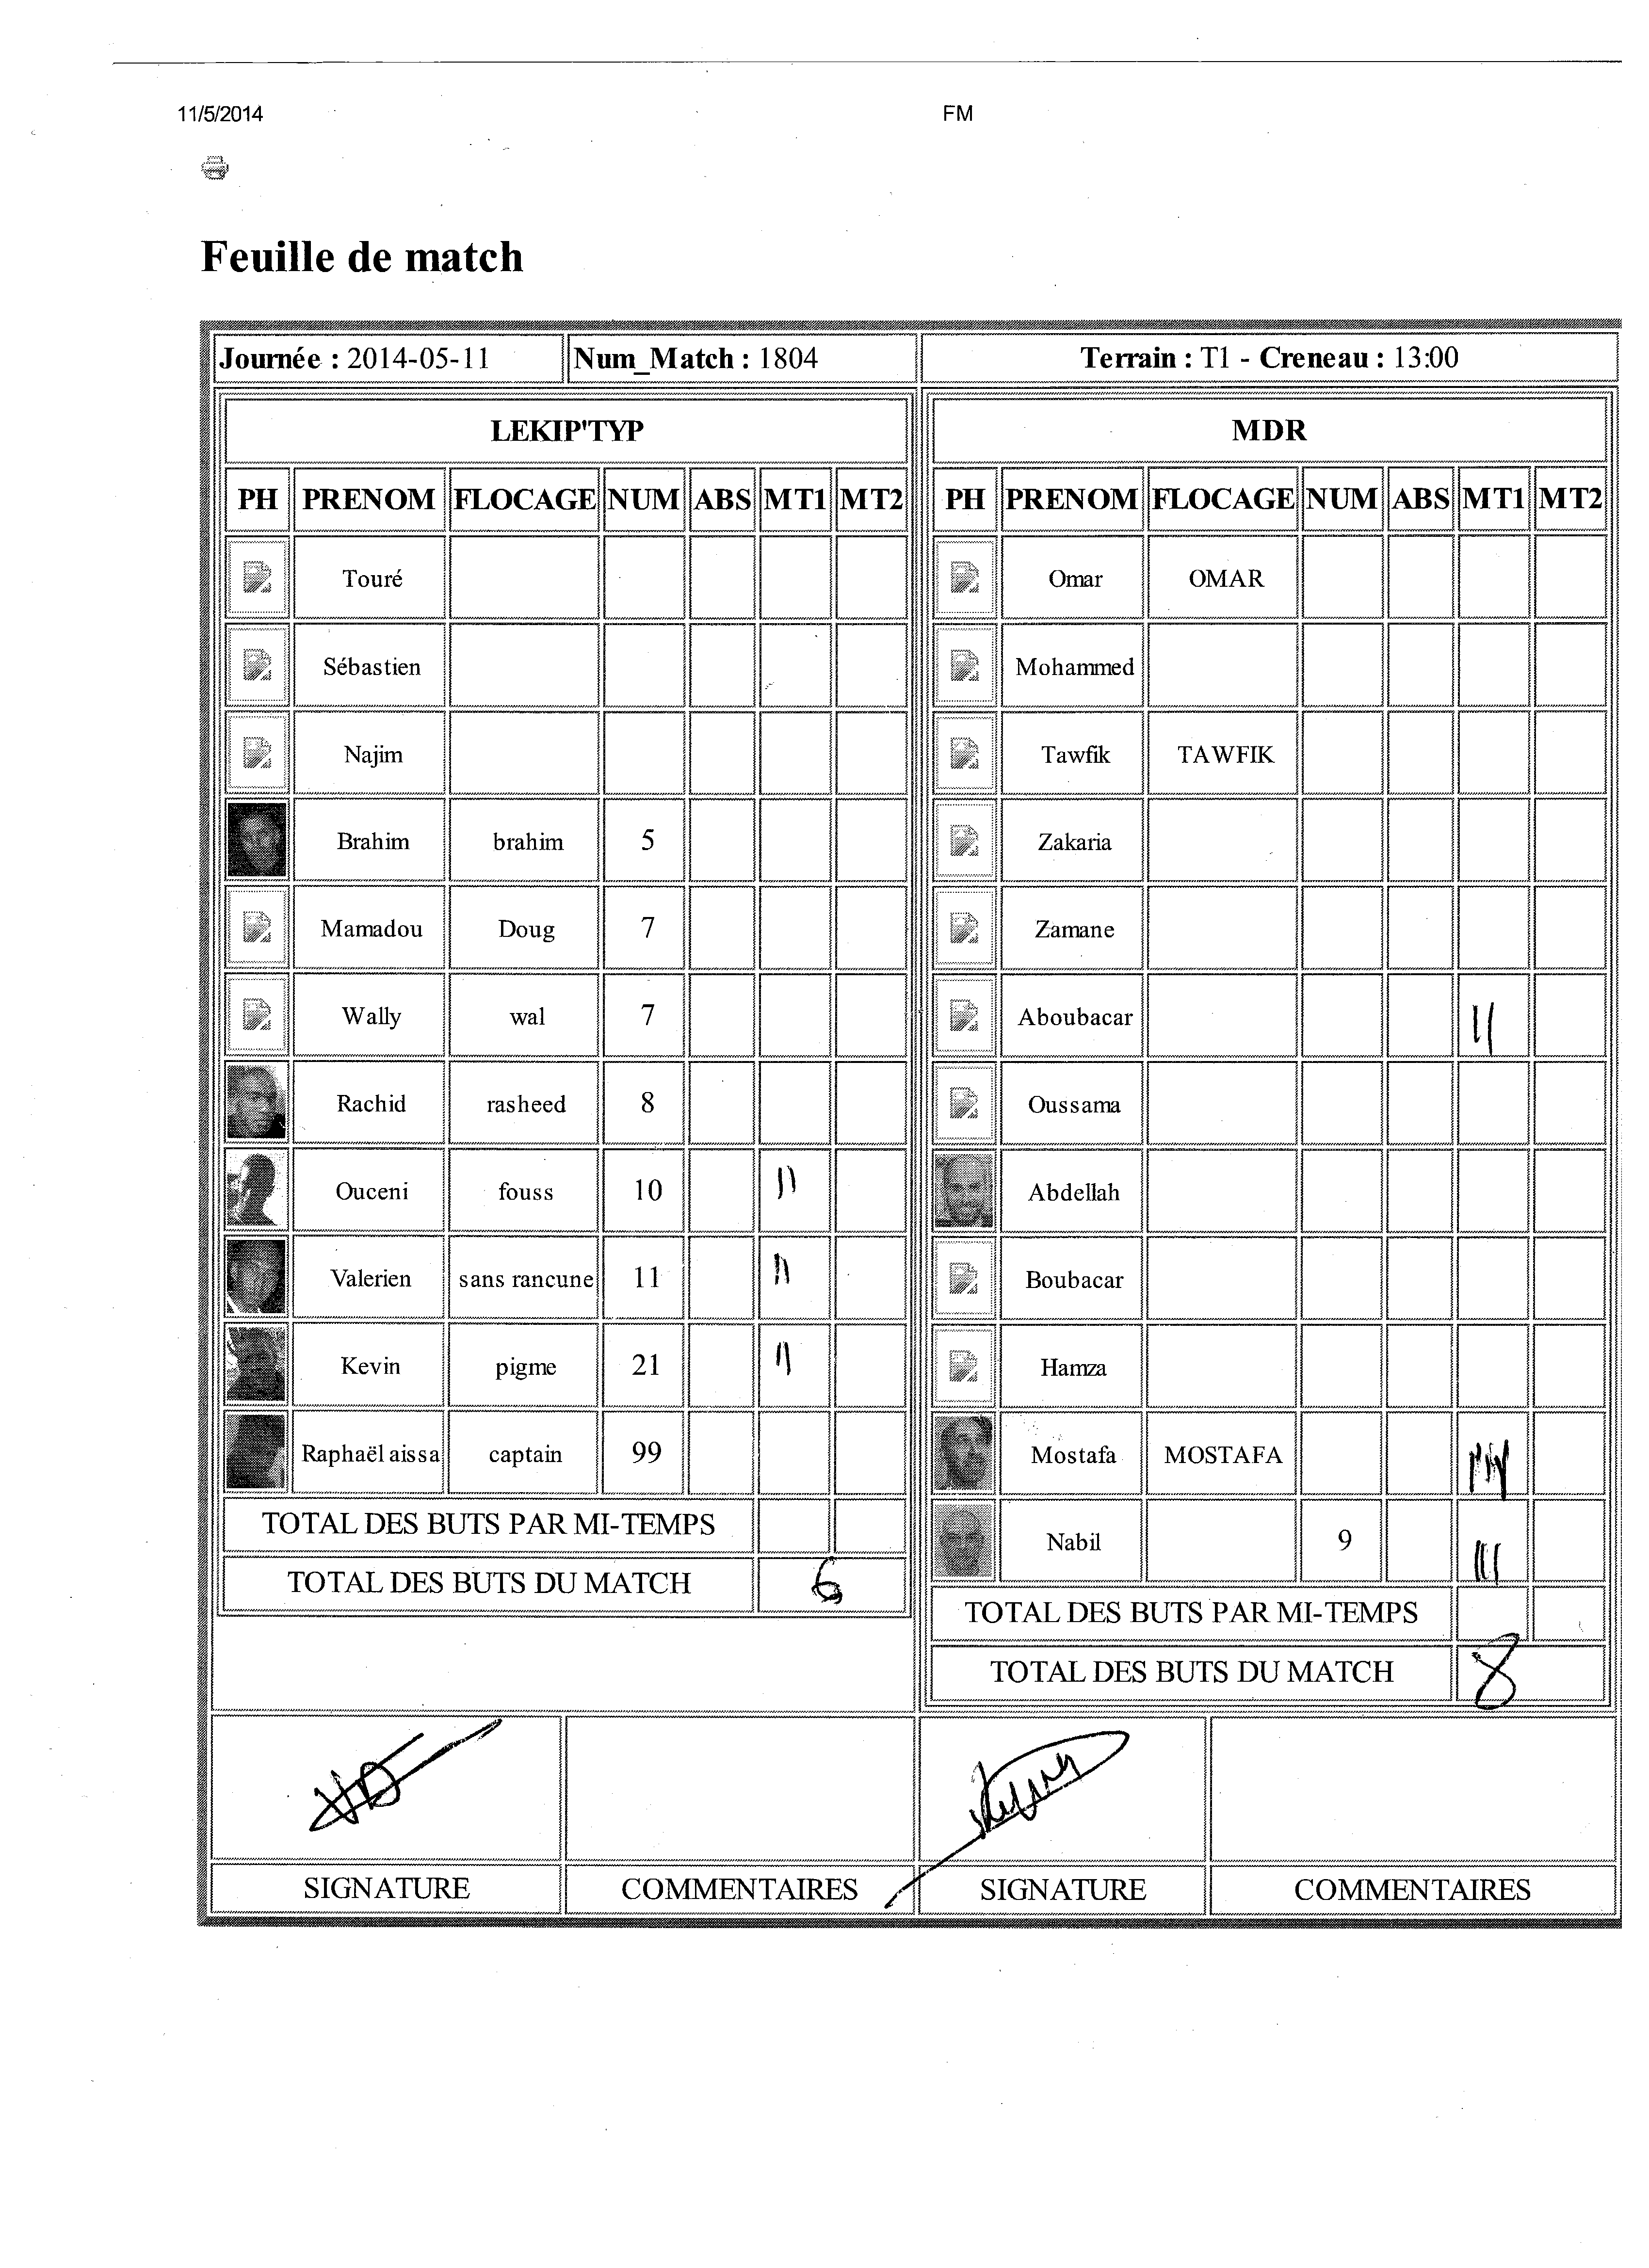 11/5/2014 FM
Feuille de match
Journée : 2014-05-11 Num_Match : 1804 Terrain : T1 - Creneau : 13:00
LEKIP'TYP MDR
PH PRENOM FLOCAGE NUM ABS MT1 MT2 PH PRENOM FLOCAGE NUM ABS MT1 MT2
Touré Omar OMAR
Sébastien Mohammed
Najim Tawfik TAWFIK
Brahim brahim 5 Zakaria
Mamadou Doug 7 Zamane
Wally wal 7 Aboubacar II
Rachid rasheed 8 Oussama
Ouceni fouss 10 II Abdellah
Valerien sans rancune 11 II Boubacar
Kevin pigme 21 II Hamza
Raphaël aissa captain 99 Mostafa MOSTAFA
TOTAL DES BUTS PAR MI-TEMPS Nabil 9 III
TOTAL DES BUTS DU MATCH 6 TOTAL DES BUTS PAR MI-TEMPS
TOTAL DES BUTS DU MATCH 8
SIGNATURE COMMENTAIRES SIGNATURE COMMENTAIRES